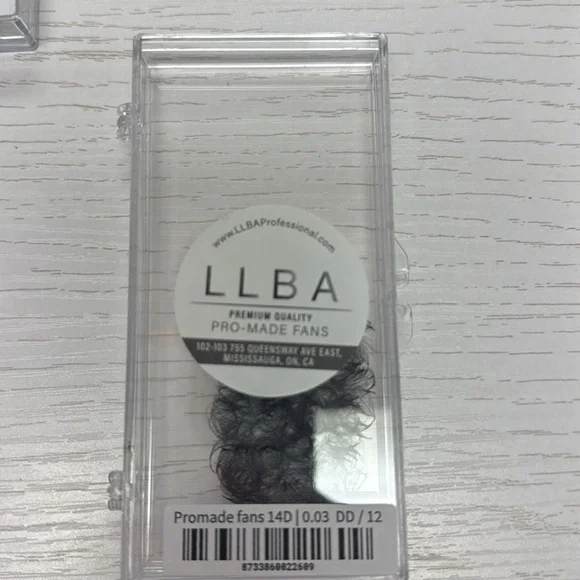 www.LLBAProfessional.com
LLBA
PREMIUM QUALITY
PRO-MADE FANS
102-103 755 QUEENSWAY AVE EAST,
MISSISSAUGA, ON, CA
Promade fans 14D | 0.03 DD / 12
8733860022609